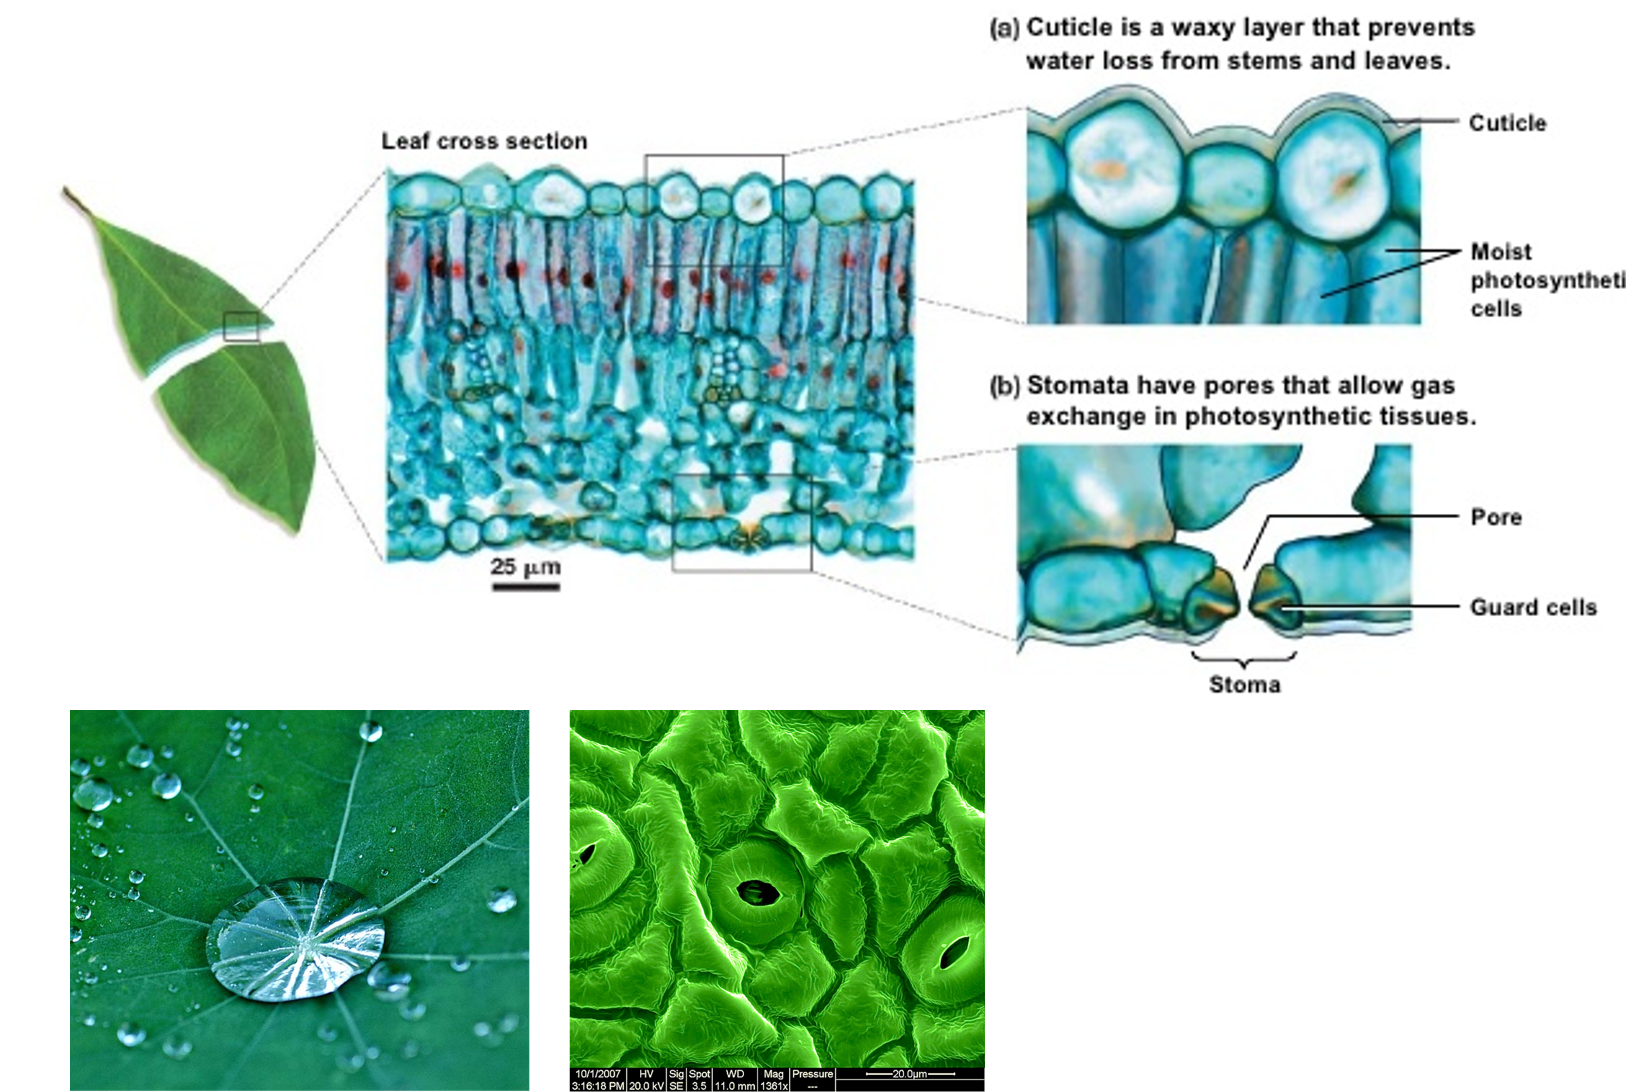 (a) Cuticle is a waxy layer that prevents
water loss from stems and leaves.
Leaf cross section
Cuticle
Moist
photosyntheti
cells
(b) Stomata have pores that allow gas
exchange in photosynthetic tissues.
Pore
25 µm
Guard cells
Stoma
10/1/2007 HV Sig Spot WD Mag Pressure 20.0µm
3:16:18 PM 20.0 kV SE 3.5 11.0 mm 1361x ---